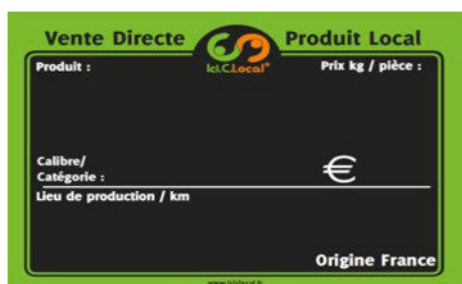 Vente Directe Produit Local
Ici.C.Local
Produit : Prix kg / pièce :
Calibre/
Catégorie : €
Lieu de production / km
Origine France